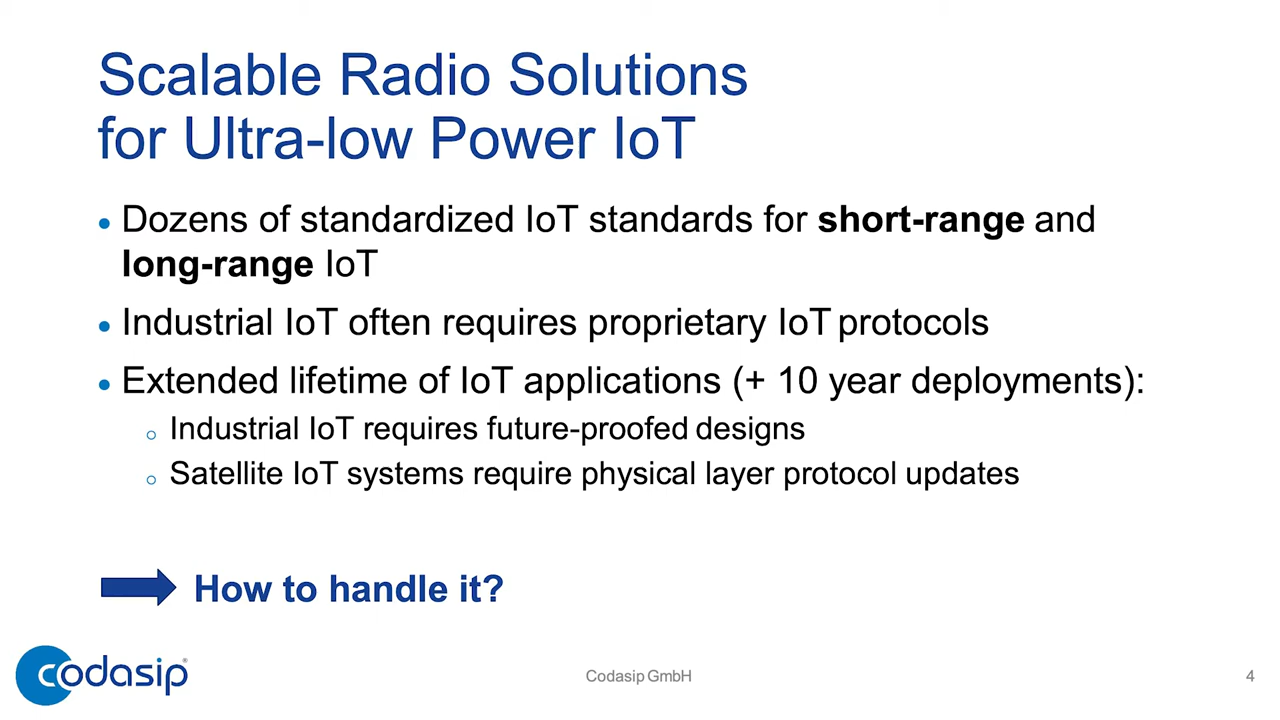 Scalable Radio Solutions
for Ultra-low Power IoT
• Dozens of standardized IoT standards for short-range and
long-range IoT
• Industrial IoT often requires proprietary IoT protocols
• Extended lifetime of IoT applications (+ 10 year deployments):
o Industrial IoT requires future-proofed designs
o Satellite IoT systems require physical layer protocol updates
How to handle it?
codasip®
Codasip GmbH
4